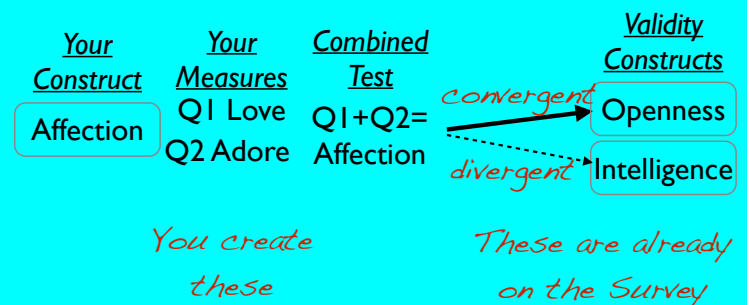 Your
Construct
Affection
Your
Measures
Q1 Love
Q2 Adore
Combined
Test
Q1+Q2=
Affection
convergent
divergent
Validity
Constructs
Openness
Intelligence
You create
these
These are already
on the Survey